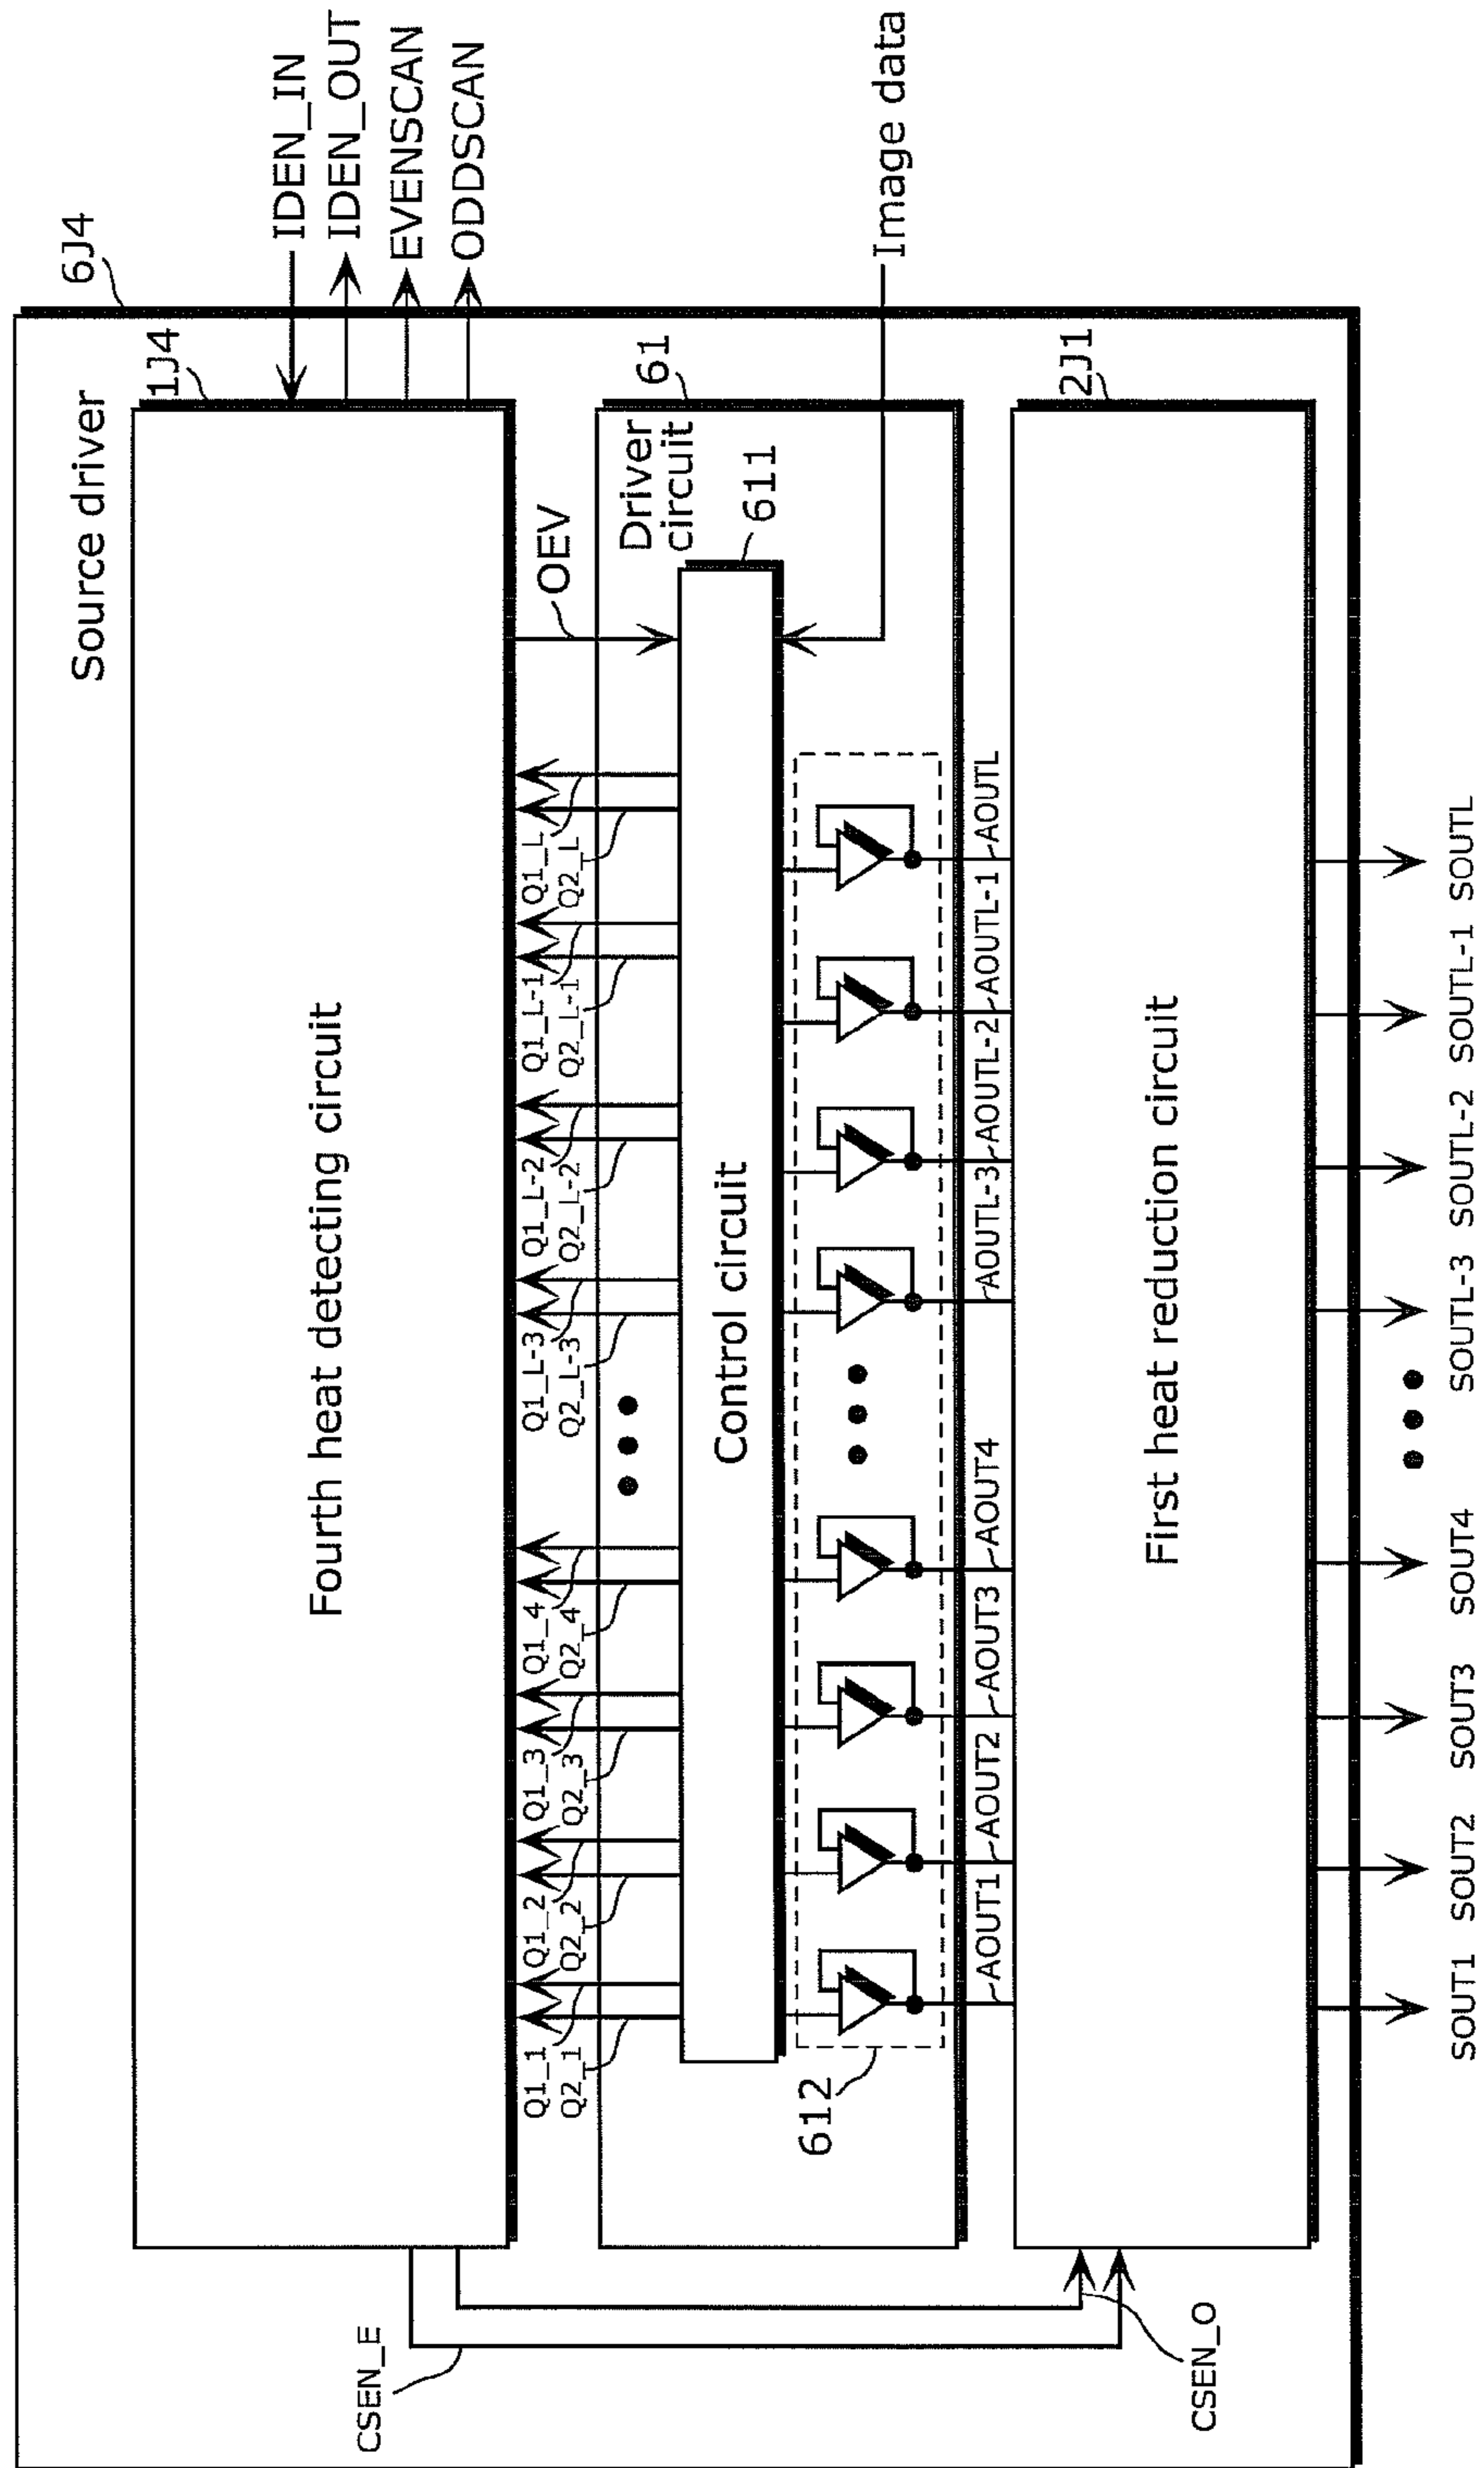 Source driver
6J4
Fourth heat detecting circuit
1J4
IDEN_IN
IDEN_OUT
EVENSCAN
ODDSCAN
CSEN_E
Q1_1
Q2_1
Q1_2
Q2_2
Q1_3
Q2_3
Q1_4
Q2_4
Q1_L-3
Q2_L-3
Q1_L-2
Q2_L-2
Q1_L-1
Q2_L-1
Q1_L
Q2_L
OEV
Driver
circuit
61
Control circuit
611
Image data
612
AOUT1
AOUT2
AOUT3
AOUT4
AOUTL-3
AOUTL-2
AOUTL-1
AOUTL
First heat reduction circuit
2J1
CSEN_O
SOUT1
SOUT2
SOUT3
SOUT4
SOUTL-3
SOUTL-2
SOUTL-1
SOUTL